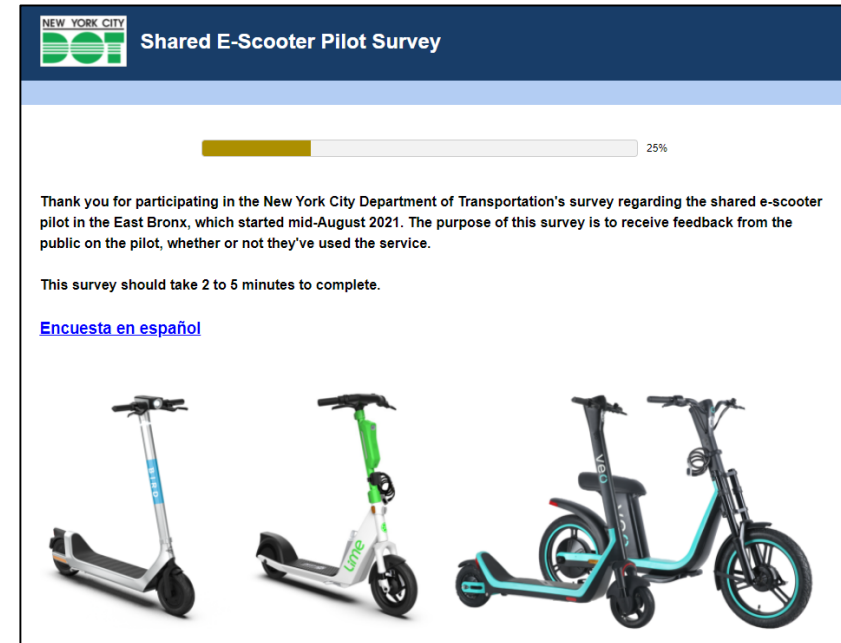 NEW YORK CITY
DOT
Shared E-Scooter Pilot Survey
25%
Thank you for participating in the New York City Department of Transportation's survey regarding the shared e-scooter
pilot in the East Bronx, which started mid-August 2021. The purpose of this survey is to receive feedback from the
public on the pilot, whether or not they've used the service.
This survey should take 2 to 5 minutes to complete.
Encuesta en español
BIRD
Lime
veo
veo